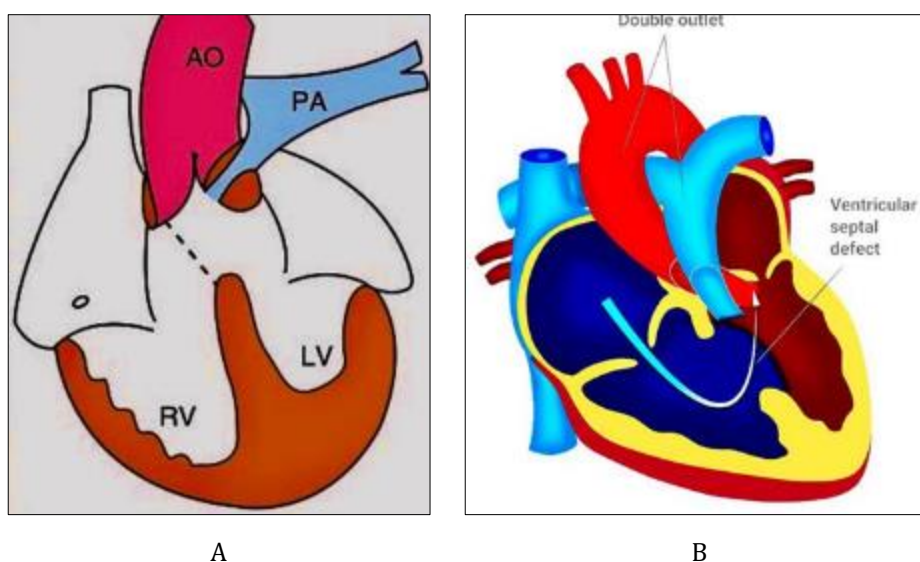 AO
PA
LV
RV
Double outlet
Ventricular
septal
defect
A
B